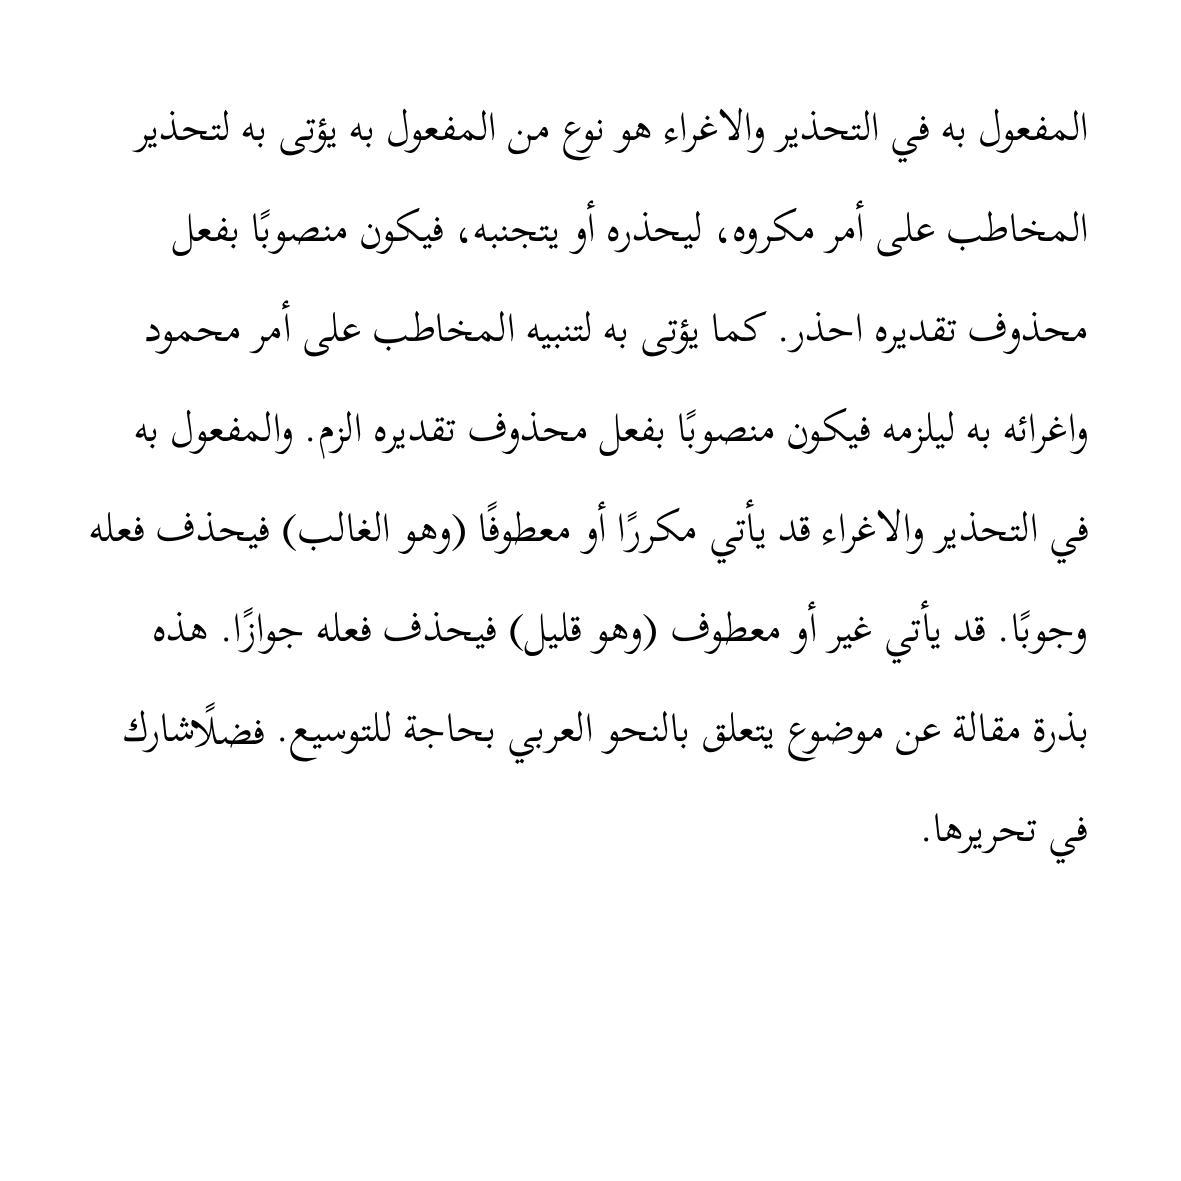 المفعول به في التحذير والاغراء هو نوع من المفعول به يؤتى به لتحذير
المخاطب على أمر مكروه، ليحذره أو يتجنبه، فيكون منصوبًا بفعل
محذوف تقديره احذر. كما يؤتى به لتنبيه المخاطب على أمر محمود
واغرائه به ليلزمه فيكون منصوبًا بفعل محذوف تقديره الزم. والمفعول به
في التحذير والاغراء قد يأتي مكررًا أو معطوفًا (وهو الغالب) فيحذف فعله
وجوبًا. قد يأتي غير أو معطوف (وهو قليل) فيحذف فعله جوازًا. هذه
بذرة مقالة عن موضوع يتعلق بالنحو العربي بحاجة للتوسيع. فضلًاشارك
في تحريرها.